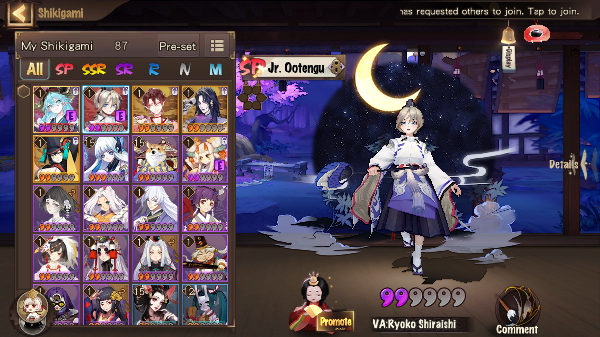 Shikigami
has requested others to join. Tap to join.
My Shikigami 87 Pre-set
All SP SSR SR R N M
SP Jr. Ootengu
Display
Details
Promote
VA:Ryoko Shiraishi
Comment